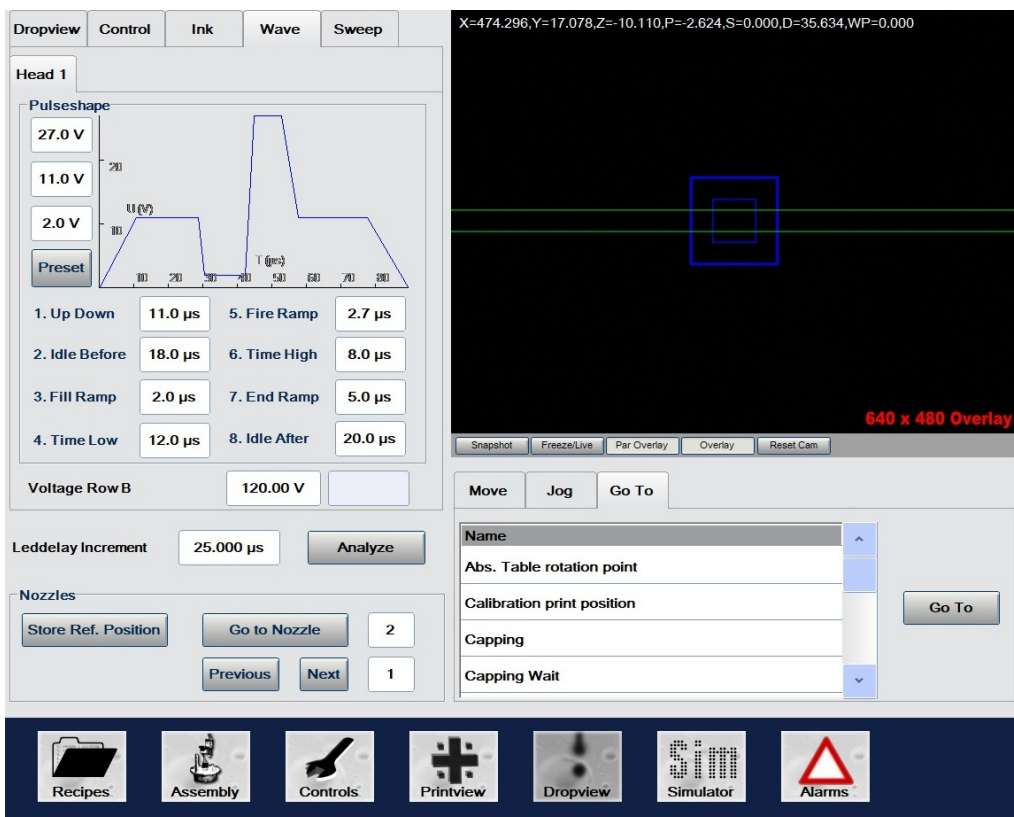 Dropview Control Ink Wave Sweep
Head 1
Pulseshape
27.0 V
11.0 V
2.0 V
Preset
20
U (V)
10
T (µs)
10 20 30 40 50 60 70 80
1. Up Down 11.0 µs 5. Fire Ramp 2.7 µs
2. Idle Before 18.0 µs 6. Time High 8.0 µs
3. Fill Ramp 2.0 µs 7. End Ramp 5.0 µs
4. Time Low 12.0 µs 8. Idle After 20.0 µs
Voltage Row B 120.00 V
Leddelay Increment 25.000 µs Analyze
Nozzles
Store Ref. Position Go to Nozzle 2
Previous Next 1
X=474.296,Y=17.078,Z=-10.110,P=-2.624,S=0.000,D=35.634,WP=0.000
640 x 480 Overlay
Snapshot Freeze/Live Par Overlay Overlay Reset Cam
Move Jog Go To
Name
Abs. Table rotation point
Calibration print position
Capping
Capping Wait
Go To
Recipes Assembly Controls Printview Dropview Sim Simulator Alarms